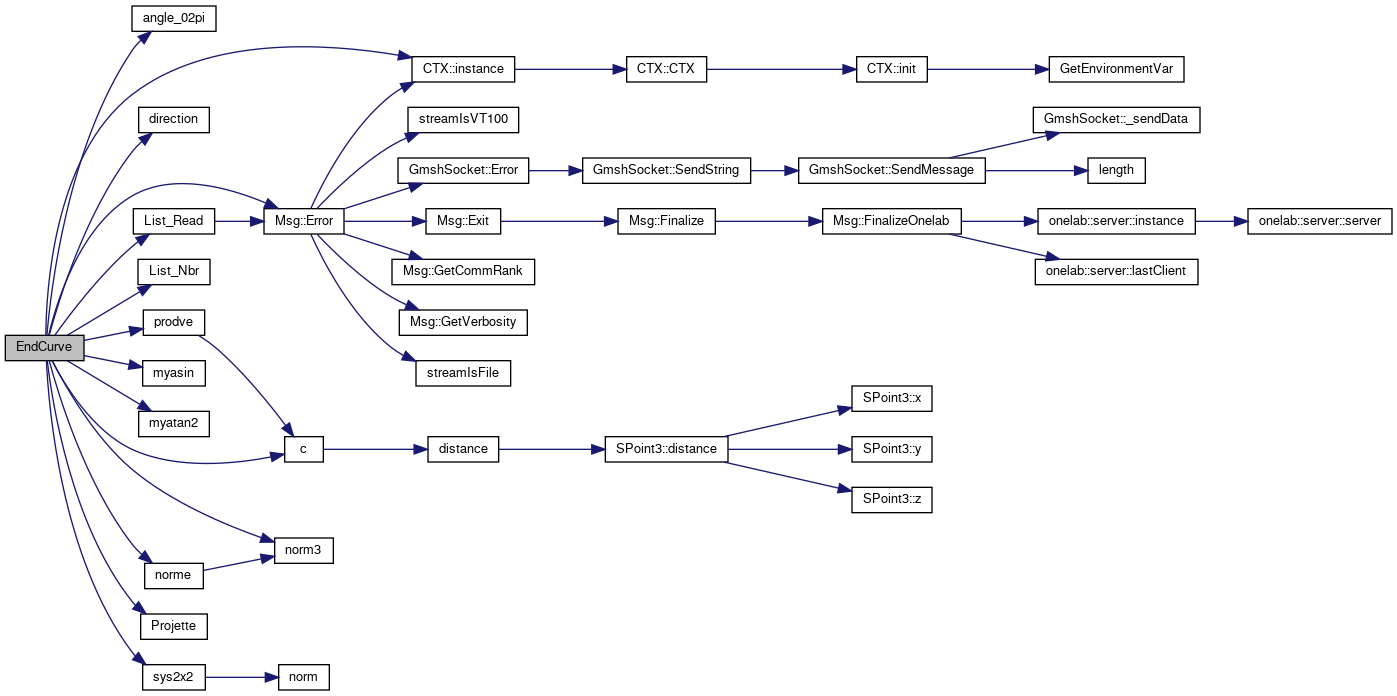 angle_02pi
CTX::instance
CTX::CTX
CTX::init
GetEnvironmentVar
direction
streamIsVT100
GmshSocket::_sendData
GmshSocket::Error
GmshSocket::SendString
GmshSocket::SendMessage
length
List_Read
Msg::Error
Msg::Exit
Msg::Finalize
Msg::FinalizeOnelab
onelab::server::instance
onelab::server::server
List_Nbr
Msg::GetCommRank
onelab::server::lastClient
prodve
Msg::GetVerbosity
EndCurve
myasin
streamIsFile
myatan2
SPoint3::x
c
distance
SPoint3::distance
SPoint3::y
SPoint3::z
norm3
norme
Projette
sys2x2
norm